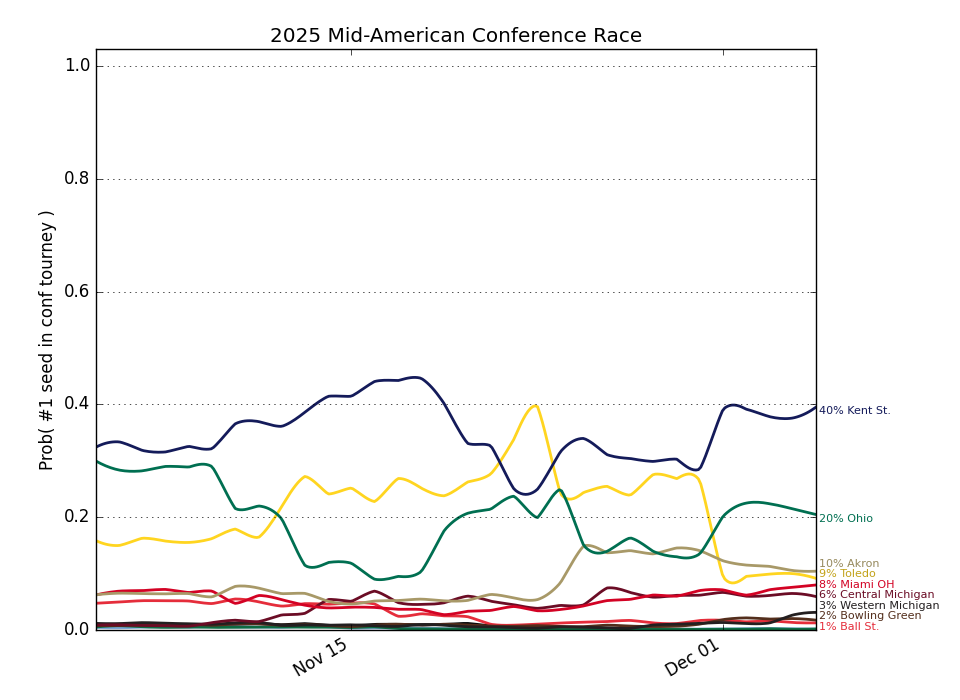 2025 Mid-American Conference Race
Prob( #1 seed in conf tourney )
1.0
0.8
0.6
0.4
0.2
0.0
Nov 15
Dec 01
40% Kent St.
20% Ohio
10% Akron
9% Toledo
8% Miami OH
6% Central Michigan
3% Western Michigan
2% Bowling Green
1% Ball St.